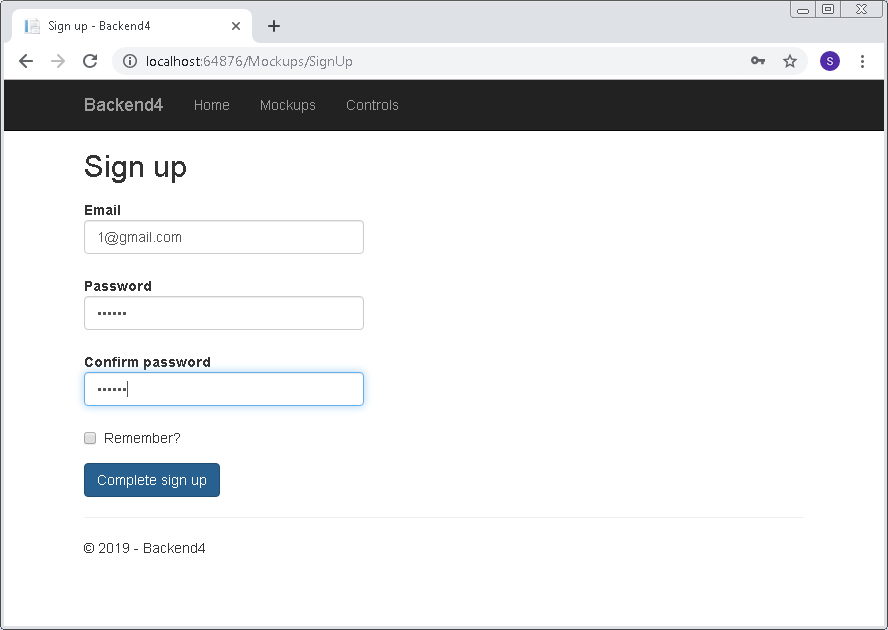 Sign up - Backend4
localhost:64876/Mockups/SignUp
S
Backend4 Home Mockups Controls
Sign up
Email
1@gmail.com
Password
••••••
Confirm password
••••••
Remember?
Complete sign up
© 2019 - Backend4